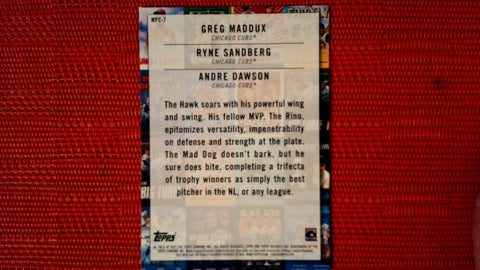 MPC-7
GREG MADDUX
CHICAGO CUBS®
RYNE SANDBERG
CHICAGO CUBS®
ANDRE DAWSON
CHICAGO CUBS®
The Hawk soars with his powerful wing
and swing. His fellow MVP, The Rino,
epitomizes versatility, impenetrability
on defense and strength at the plate.
The Mad Dog doesn't bark, but he
sure does bite, completing a trifecta
of trophy winners as simply the best
pitcher in the NL, or any league.
Topps